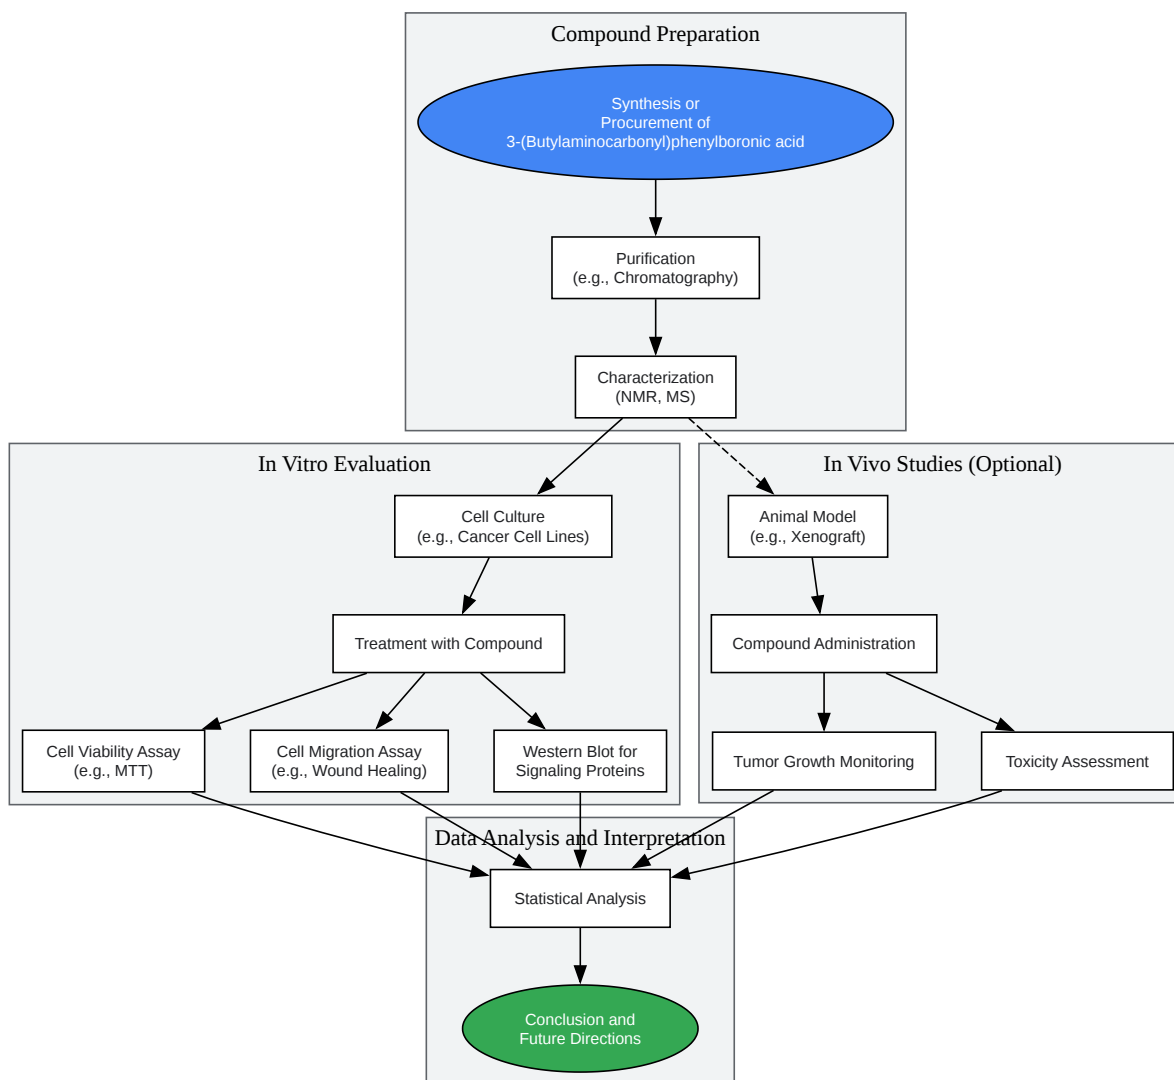 Compound Preparation
Synthesis or
Procurement of
3-(Butylaminocarbonyl)phenylboronic acid
Purification
(e.g., Chromatography)
Characterization
(NMR, MS)
In Vitro Evaluation
Cell Culture
(e.g., Cancer Cell Lines)
Treatment with Compound
Cell Viability Assay
(e.g., MTT)
Cell Migration Assay
(e.g., Wound Healing)
Western Blot for
Signaling Proteins
In Vivo Studies (Optional)
Animal Model
(e.g., Xenograft)
Compound Administration
Tumor Growth Monitoring
Toxicity Assessment
Data Analysis and Interpretation
Statistical Analysis
Conclusion and
Future Directions